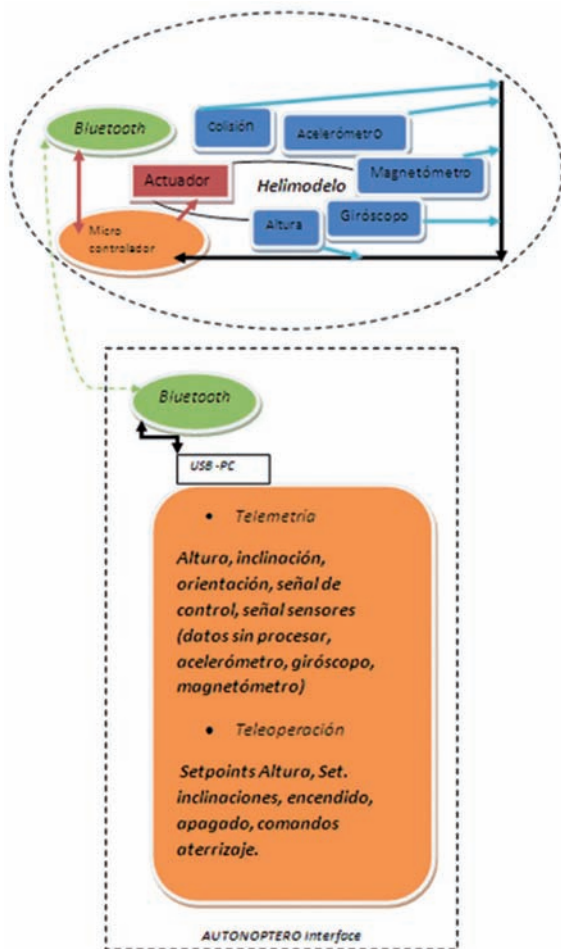 Colisión
Acelerómetro
Bluetooth
Magnetómetro
Actuador
Helimodelo
Giróscopo
Altura
Micro
controlador
Bluetooth
USB -PC
• Telemetría
Altura, inclinación,
orientación, señal de
control, señal sensores
(datos sin procesar,
acelerómetro, giróscopo,
magnetómetro)
• Teleoperación
Setpoints Altura, Set.
inclinaciones, encendido,
apagado, comandos
aterrizaje.
AUTONOPTERO Interface